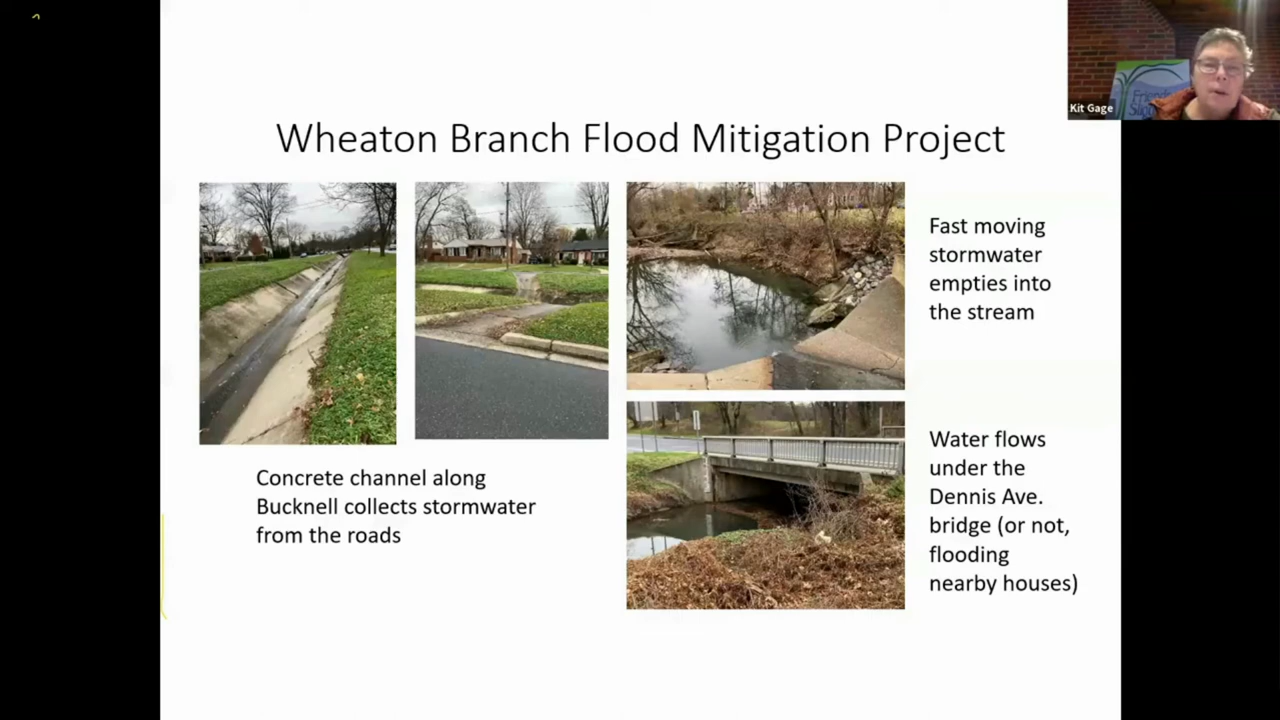 Wheaton Branch Flood Mitigation Project
Kit Gage
Friends
Fast moving
stormwater
empties into
the stream
Concrete channel along
Bucknell collects stormwater
from the roads
Water flows
under the
Dennis Ave.
bridge (or not,
flooding
nearby houses)